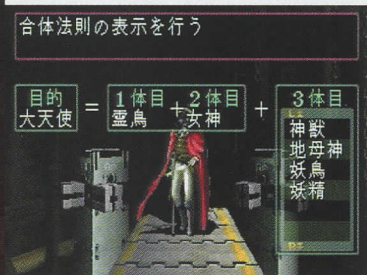 合体法則の表示を行う
目的 = 1体目 + 2体目 + 3体目
大天使 霊鳥 女神
神獣
地母神
妖鳥
妖精